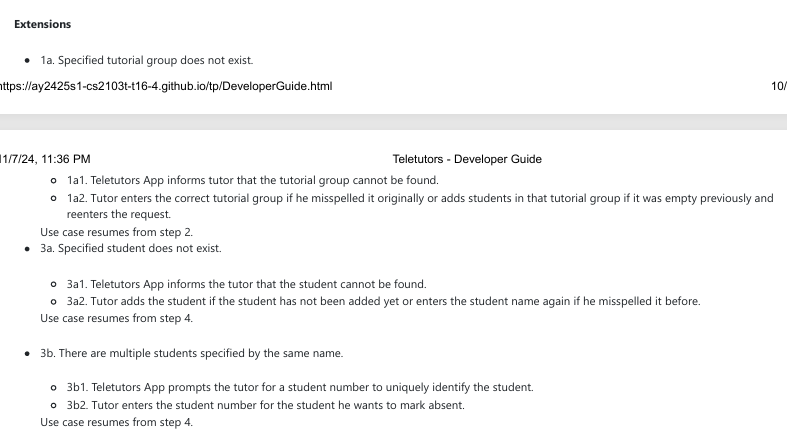 Extensions
1a. Specified tutorial group does not exist.
https://ay2425s1-cs2103t-t16-4.github.io/tp/DeveloperGuide.html 10/
11/7/24, 11:36 PM Teletutors - Developer Guide
1a1. Teletutors App informs tutor that the tutorial group cannot be found.
1a2. Tutor enters the correct tutorial group if he misspelled it originally or adds students in that tutorial group if it was empty previously and
reenters the request.
Use case resumes from step 2.
3a. Specified student does not exist.
3a1. Teletutors App informs the tutor that the student cannot be found.
3a2. Tutor adds the student if the student has not been added yet or enters the student name again if he misspelled it before.
Use case resumes from step 4.
3b. There are multiple students specified by the same name.
3b1. Teletutors App prompts the tutor for a student number to uniquely identify the student.
3b2. Tutor enters the student number for the student he wants to mark absent.
Use case resumes from step 4.